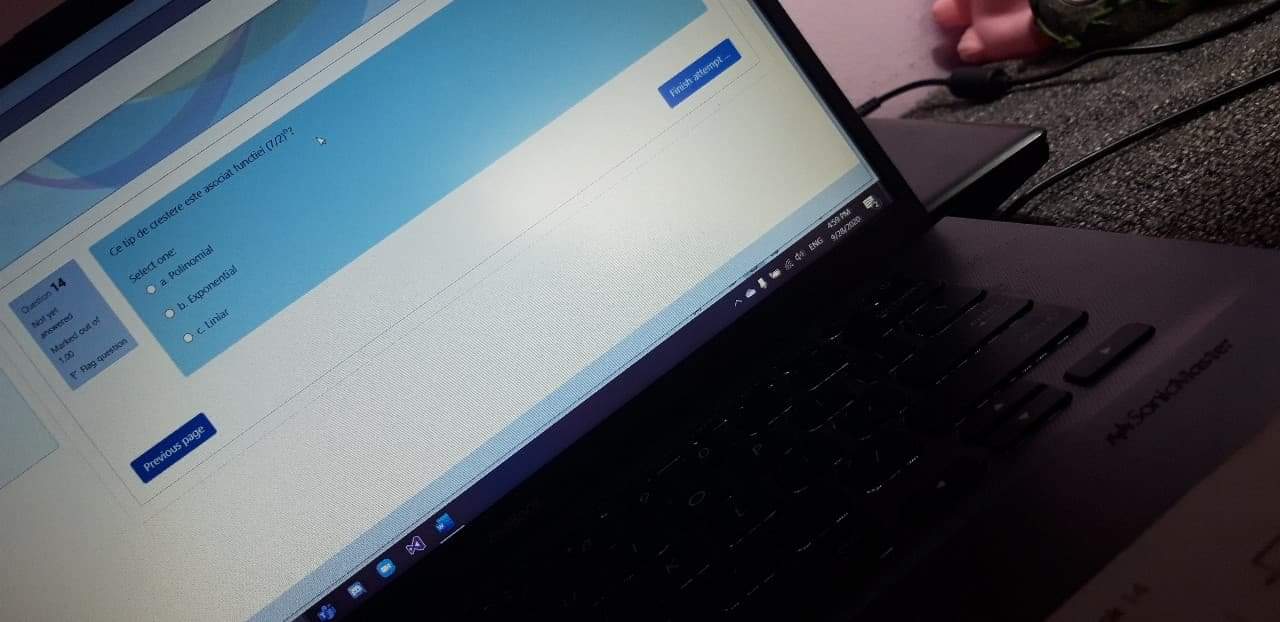 Finish attempt ...
Question 14
Not yet
answered
Marked out of
1.00
Flag question
Ce tip de crestere este asociat functiei (7/2)ⁿ?
Select one:
a. Polinomial
b. Exponential
c. Liniar
Previous page
ENG
4:59 PM
9/28/2020
SonicMaster